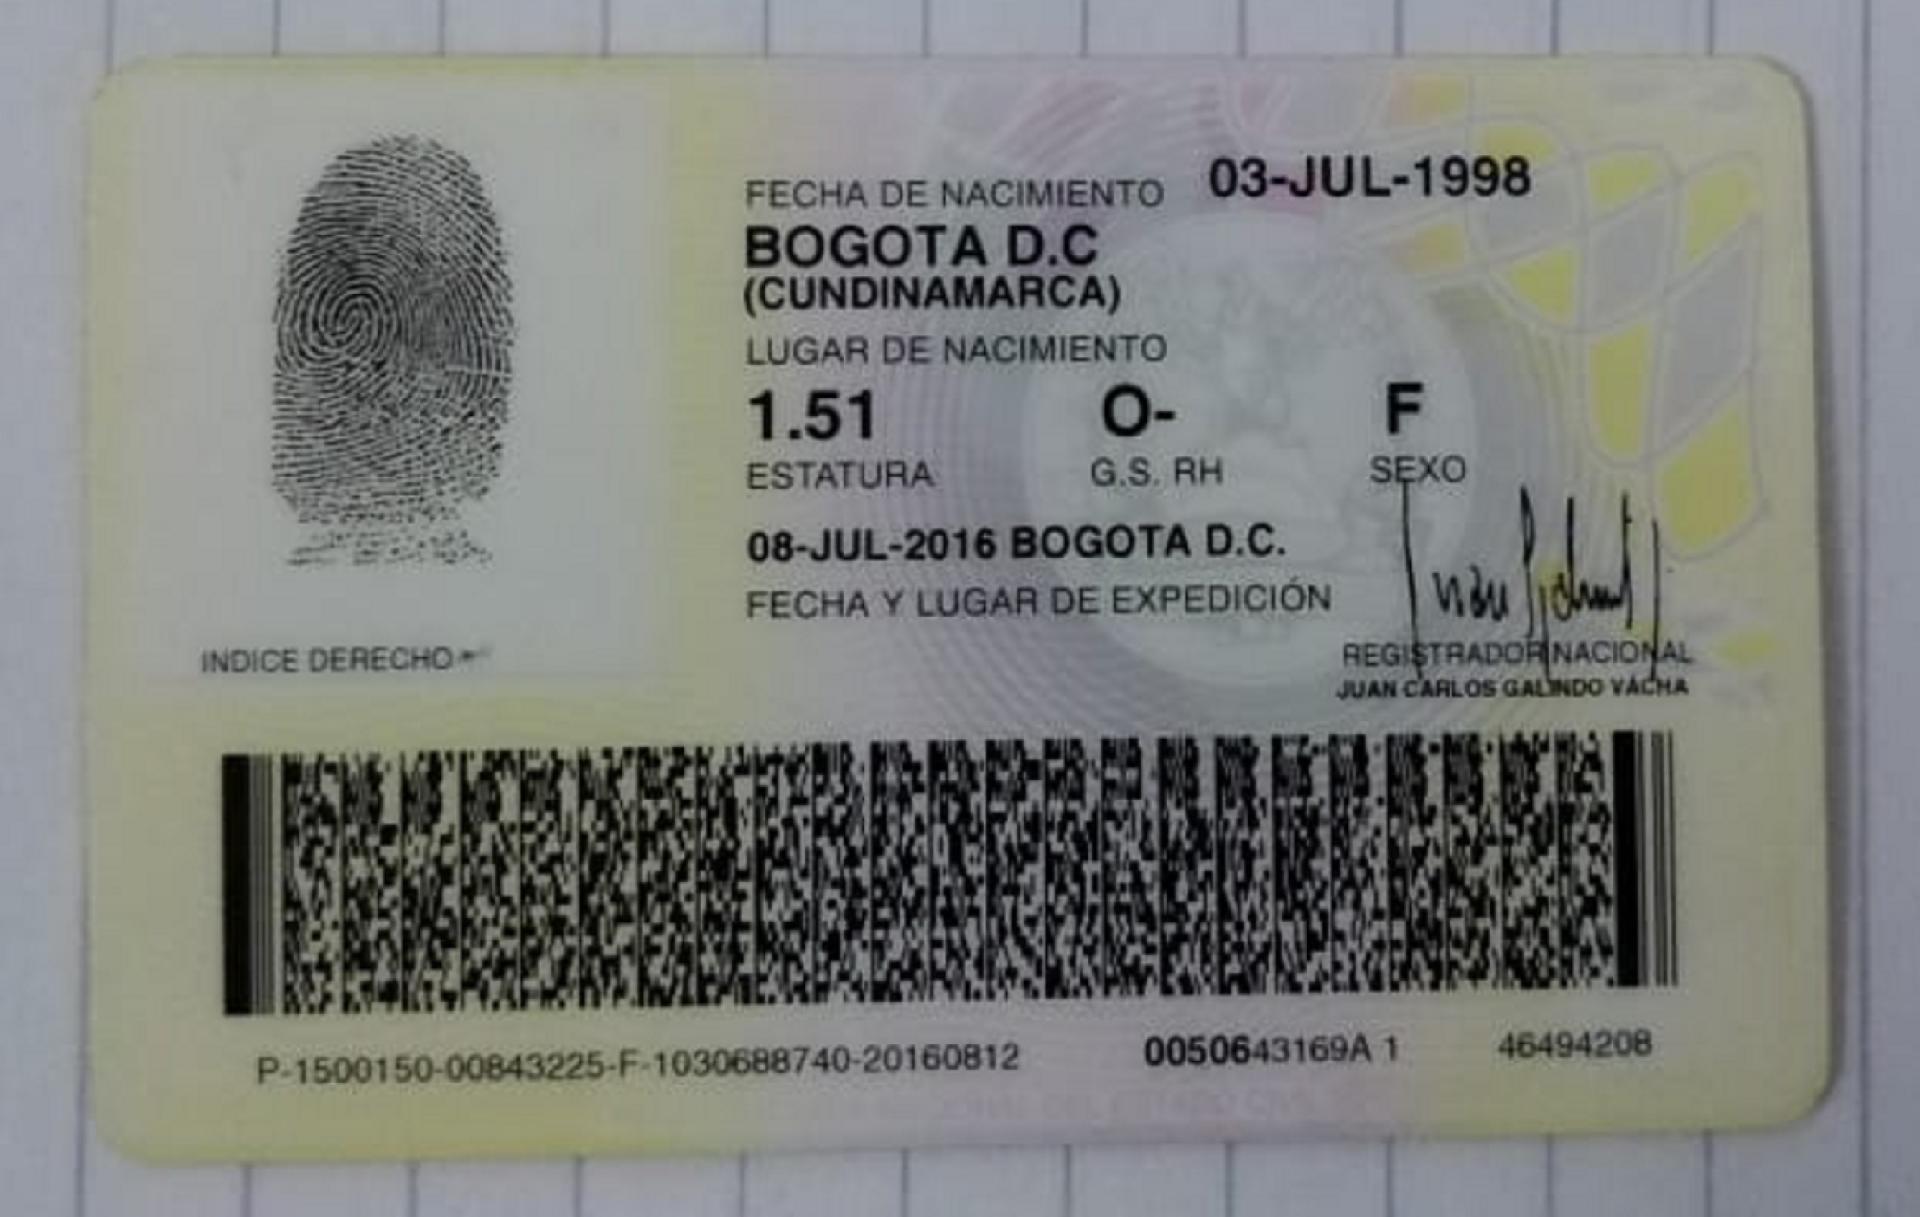 FECHA DE NACIMIENTO 03-JUL-1998
BOGOTA D.C
(CUNDINAMARCA)
LUGAR DE NACIMIENTO
1.51 O- F
ESTATURA G.S. RH SEXO
08-JUL-2016 BOGOTA D.C.
FECHA Y LUGAR DE EXPEDICIÓN
INDICE DERECHO
REGISTRADOR NACIONAL
JUAN CARLOS GALINDO VACHA
P-1500150-00843225-F-1030688740-20160812 0050643169A 1 46494208